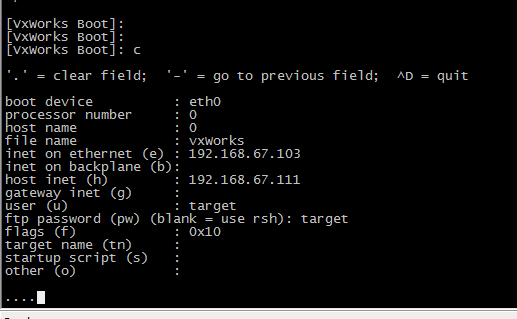 [VxWorks Boot]:
[VxWorks Boot]:
[VxWorks Boot]: c
'.' = clear field;  '-' = go to previous field;  ^D = quit
boot device          : eth0
processor number     : 0
host name            : 0
file name            : vxWorks
inet on ethernet (e) : 192.168.67.103
inet on backplane (b):
host inet (h)        : 192.168.67.111
gateway inet (g)     :
user (u)             : target
ftp password (pw) (blank = use rsh): target
flags (f)            : 0x10
target name (tn)     :
startup script (s)   :
other (o)            :
....